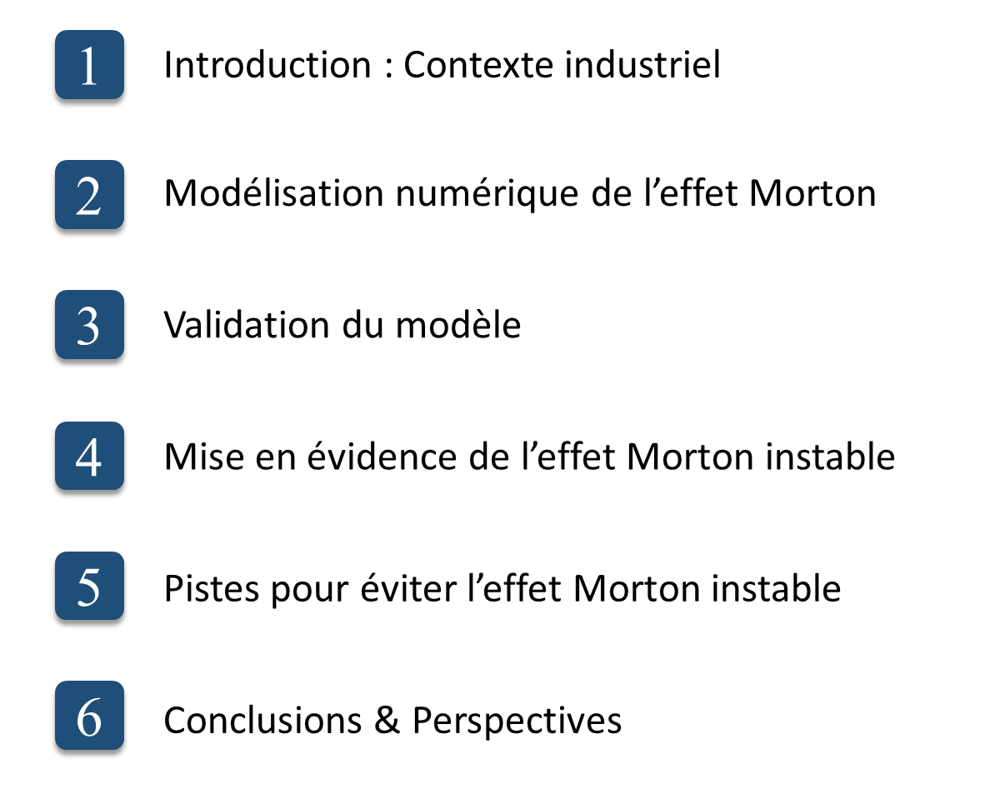 1 Introduction : Contexte industriel
2 Modélisation numérique de l’effet Morton
3 Validation du modèle
4 Mise en évidence de l’effet Morton instable
5 Pistes pour éviter l’effet Morton instable
6 Conclusions & Perspectives